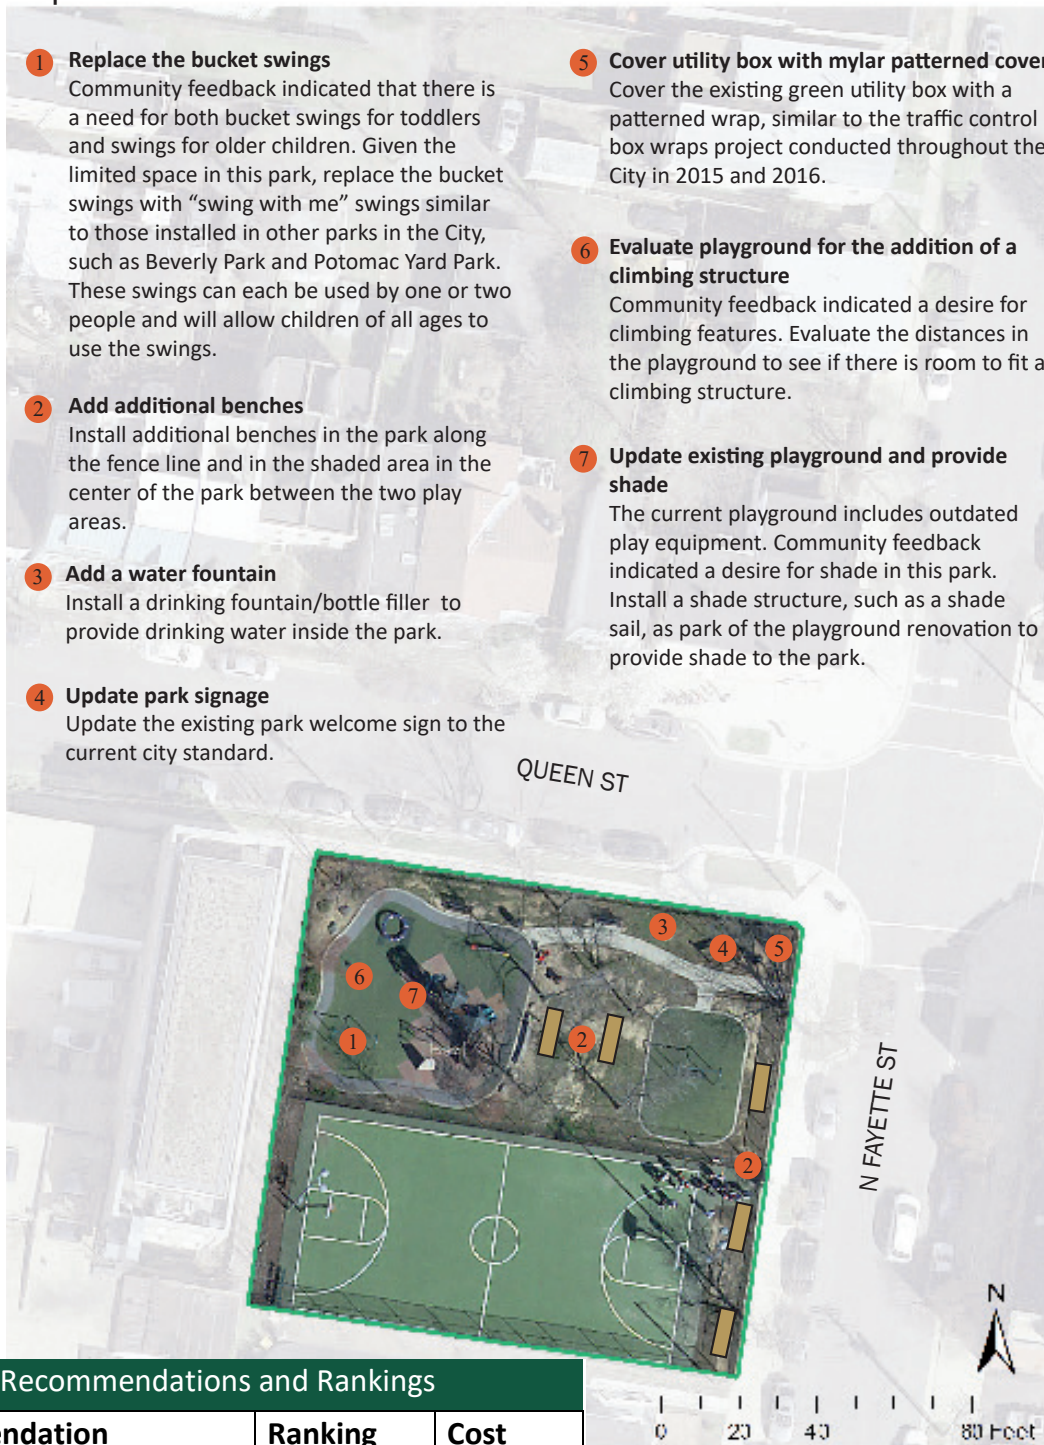 1 Replace the bucket swings
Community feedback indicated that there is
a need for both bucket swings for toddlers
and swings for older children. Given the
limited space in this park, replace the bucket
swings with “swing with me” swings similar
to those installed in other parks in the City,
such as Beverly Park and Potomac Yard Park.
These swings can each be used by one or two
people and will allow children of all ages to
use the swings.
2 Add additional benches
Install additional benches in the park along
the fence line and in the shaded area in the
center of the park between the two play
areas.
3 Add a water fountain
Install a drinking fountain/bottle filler to
provide drinking water inside the park.
4 Update park signage
Update the existing park welcome sign to the
current city standard.
5 Cover utility box with mylar patterned cover
Cover the existing green utility box with a
patterned wrap, similar to the traffic control
box wraps project conducted throughout the
City in 2015 and 2016.
6 Evaluate playground for the addition of a
climbing structure
Community feedback indicated a desire for
climbing features. Evaluate the distances in
the playground to see if there is room to fit a
climbing structure.
7 Update existing playground and provide
shade
The current playground includes outdated
play equipment. Community feedback
indicated a desire for shade in this park.
Install a shade structure, such as a shade
sail, as park of the playground renovation to
provide shade to the park.
QUEEN ST
3
4
5
6
7
1
2
2
N FAYETTE ST
N
0 20 40 80 Feet
Recommendations and Rankings
endation Ranking Cost